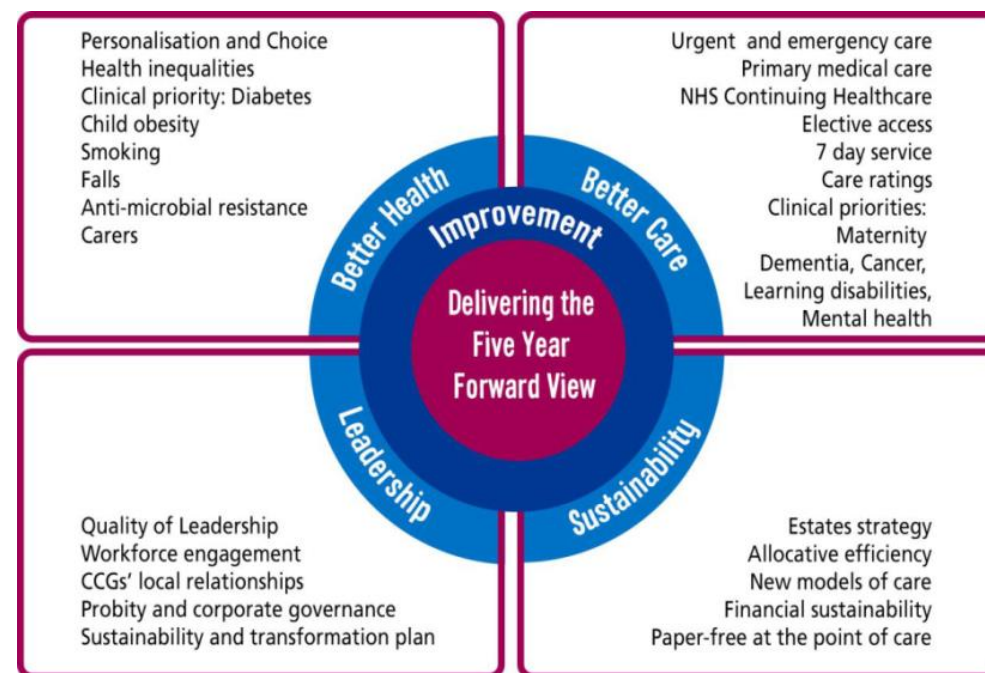 Personalisation and Choice
Health inequalities
Clinical priority: Diabetes
Child obesity
Smoking
Falls
Anti-microbial resistance
Carers
Urgent and emergency care
Primary medical care
NHS Continuing Healthcare
Elective access
7 day service
Care ratings
Clinical priorities:
Maternity
Dementia, Cancer,
Learning disabilities,
Mental health
Better Health
Better Care
Improvement
Delivering the
Five Year
Forward View
Leadership
Sustainability
Quality of Leadership
Workforce engagement
CCGs' local relationships
Probity and corporate governance
Sustainability and transformation plan
Estates strategy
Allocative efficiency
New models of care
Financial sustainability
Paper-free at the point of care